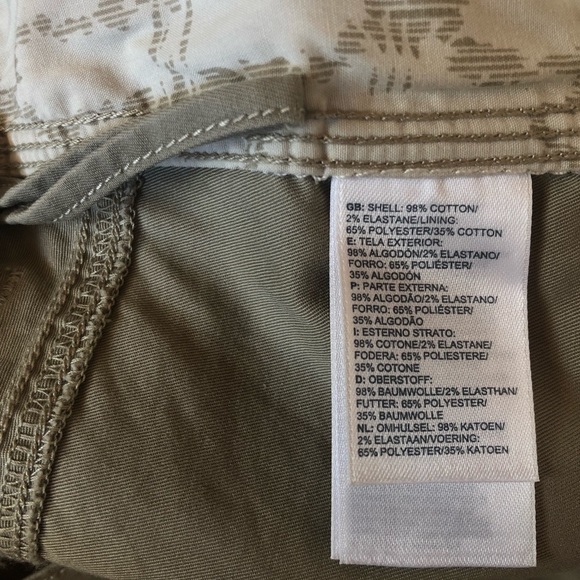 GB: SHELL: 98% COTTON/
2% ELASTANE/LINING:
65% POLYESTER/35% COTTON
E: TELA EXTERIOR:
98% ALGODÓN/2% ELASTANO/
FORRO: 65% POLIÉSTER/
35% ALGODÓN
P: PARTE EXTERNA:
98% ALGODÃO/2% ELASTANO/
FORRO: 65% POLIÉSTER/
35% ALGODÃO
I: ESTERNO STRATO:
98% COTONE/2% ELASTANE/
FODERA: 65% POLIESTERE/
35% COTONE
D: OBERSTOFF:
98% BAUMWOLLE/2% ELASTHAN/
FUTTER: 65% POLYESTER/
35% BAUMWOLLE
NL: OMHULSEL: 98% KATOEN/
2% ELASTAAN/VOERING:
65% POLYESTER/35% KATOEN